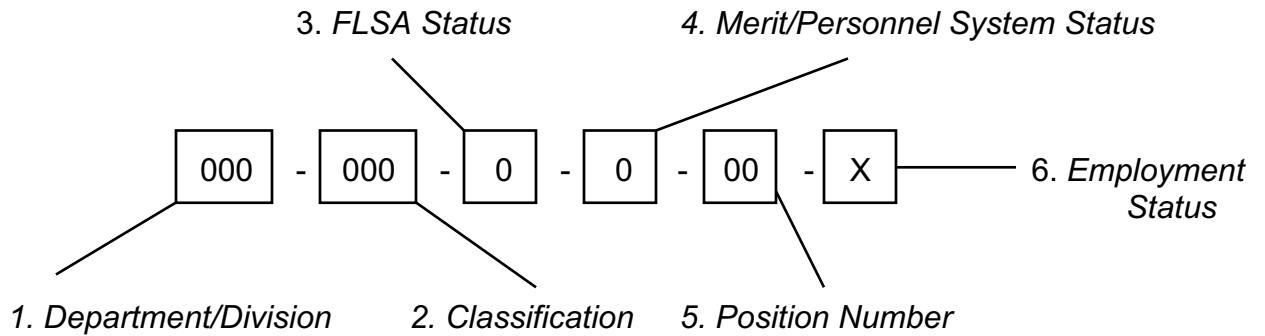 3. FLSA Status 4. Merit/Personnel System Status
000 - 000 - 0 - 0 - 00 - X
6. Employment
Status
1. Department/Division 2. Classification 5. Position Number